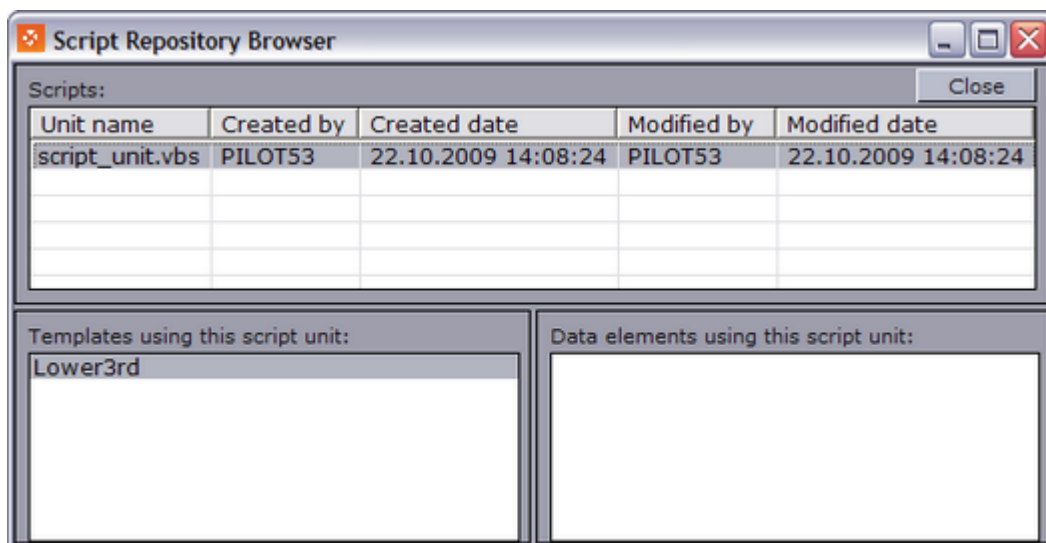 Script Repository Browser
Scripts:
Close
Unit name Created by Created date Modified by Modified date
script_unit.vbs PILOT53 22.10.2009 14:08:24 PILOT53 22.10.2009 14:08:24
Templates using this script unit: Data elements using this script unit:
Lower3rd